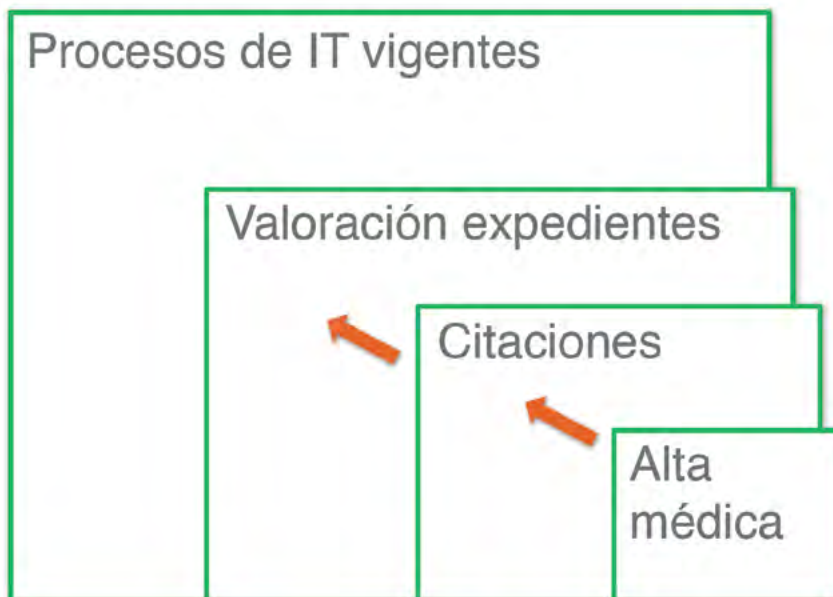 Procesos de IT vigentes
Valoración expedientes
Citaciones
Alta
médica